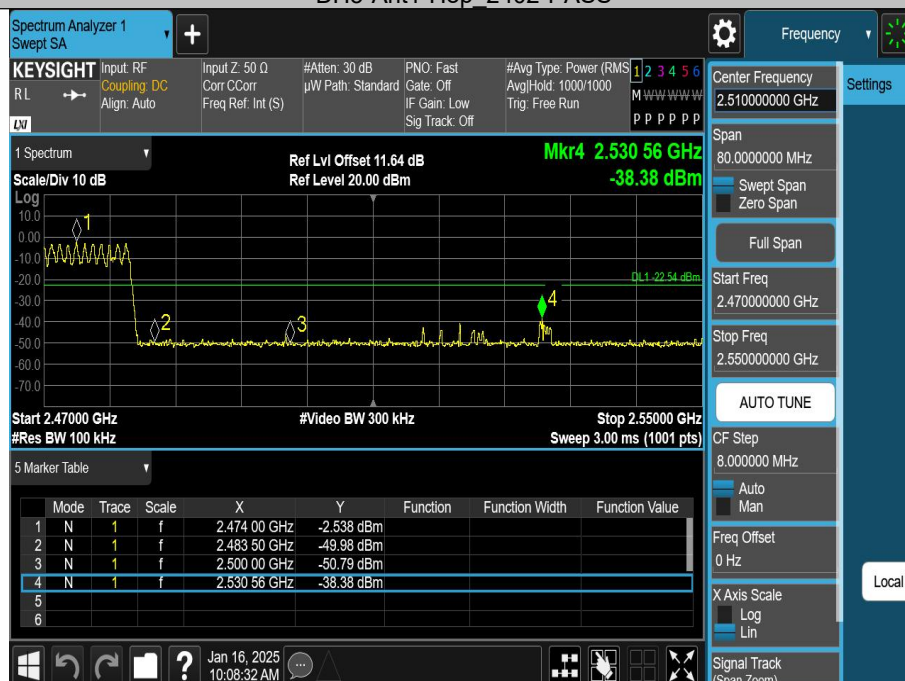 Spectrum Analyzer 1
Swept SA
+
Frequency
KEYSIGHT
RL
LXI
Input: RF
Coupling: DC
Align: Auto
Input Z: 50 Ω
Corr CCorr
Freq Ref: Int (S)
#Atten: 30 dB
µW Path: Standard
PNO: Fast
Gate: Off
IF Gain: Low
Sig Track: Off
#Avg Type: Power (RMS
Avg|Hold: 1000/1000
Trig: Free Run
1 2 3 4 5 6
M W W W W W
P P P P P P
1 Spectrum
Scale/Div 10 dB
Ref Lvl Offset 11.64 dB
Ref Level 20.00 dBm
Mkr4 2.530 56 GHz
-38.38 dBm
Log
10.0
0.00
-10.0
-20.0
-30.0
-40.0
-50.0
-60.0
-70.0
1
2
3
4
DL1 -22.54 dBm
Start 2.47000 GHz
#Video BW 300 kHz
Stop 2.55000 GHz
#Res BW 100 kHz
Sweep 3.00 ms (1001 pts)
5 Marker Table
Mode Trace Scale X Y Function Function Width Function Value
1 N 1 f 2.474 00 GHz -2.538 dBm
2 N 1 f 2.483 50 GHz -49.98 dBm
3 N 1 f 2.500 00 GHz -50.79 dBm
4 N 1 f 2.530 56 GHz -38.38 dBm
5
6
?
Jan 16, 2025
10:08:32 AM
Center Frequency
2.510000000 GHz
Settings
Span
80.0000000 MHz
Swept Span
Zero Span
Full Span
Start Freq
2.470000000 GHz
Stop Freq
2.550000000 GHz
AUTO TUNE
CF Step
8.000000 MHz
Auto
Man
Freq Offset
0 Hz
Local
X Axis Scale
Log
Lin
Signal Track
(Span Zoom)